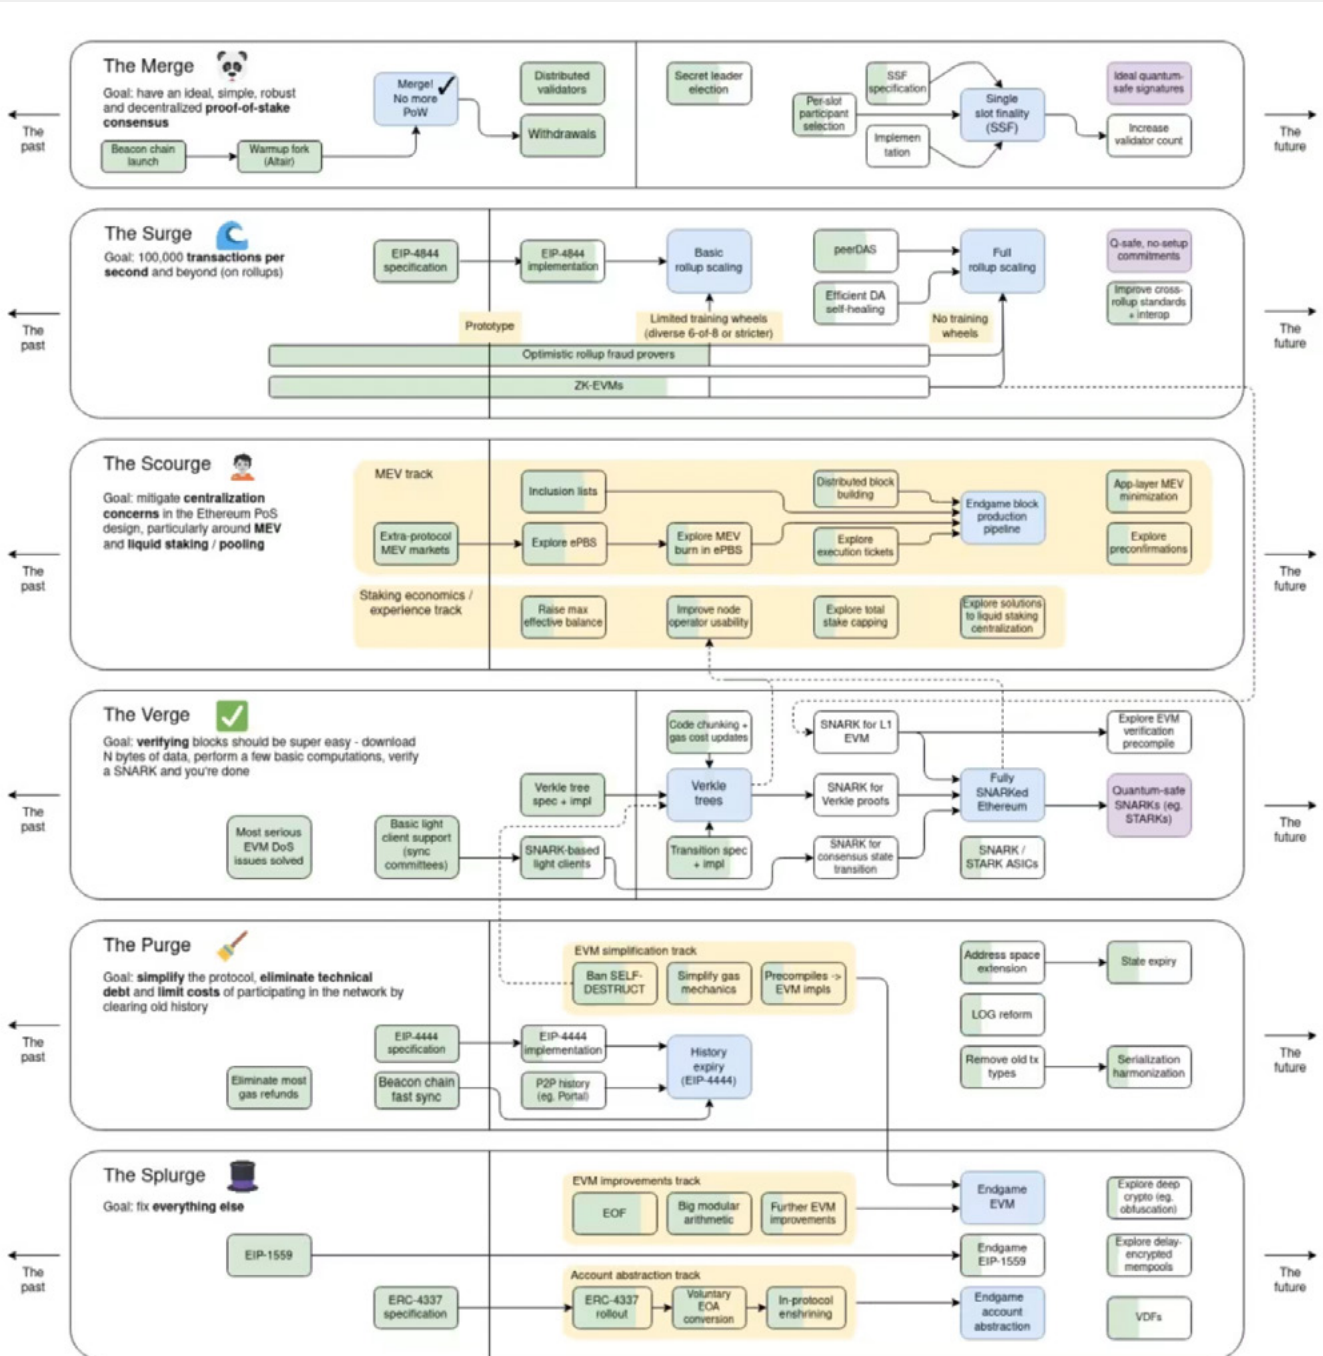 The Merge
Goal: have an ideal, simple, robust
and decentralized proof-of-stake
consensus
Beacon chain
launch
Warmup fork
(Altair)
Merge!
No more
PoW
Distributed
validators
Withdrawals
Secret leader
election
Per-slot
participant
selection
SSF
specification
Implemen
tation
Single
slot finality
(SSF)
Ideal quantum-
safe signatures
Increase
validator count
The
past
The
future
The Surge
Goal: 100,000 transactions per
second and beyond (on rollups)
EIP-4844
specification
EIP-4844
implementation
Basic
rollup scaling
peerDAS
Efficient DA
self-healing
Full
rollup scaling
Q-safe, no-setup
commitments
Improve cross-
rollup standards
+ interop
Prototype
Limited training wheels
(diverse 6-of-8 or stricter)
No training
wheels
Optimistic rollup fraud provers
ZK-EVMs
The
past
The
future
The Scourge
Goal: mitigate centralization
concerns in the Ethereum PoS
design, particularly around MEV
and liquid staking / pooling
MEV track
Extra-protocol
MEV markets
Inclusion lists
Explore ePBS
Explore MEV
burn in ePBS
Distributed block
building
Explore
execution tickets
Endgame block
production
pipeline
App-layer MEV
minimization
Explore
preconfirmations
Staking economics /
experience track
Raise max
effective balance
Improve node
operator usability
Explore total
stake capping
Explore solutions
to liquid staking
centralization
The
past
The
future
The Verge
Goal: verifying blocks should be super easy - download
N bytes of data, perform a few basic computations, verify
a SNARK and you're done
Most serious
EVM DoS
issues solved
Basic light
client support
(sync
committees)
Verkle tree
spec + impl
SNARK-based
light clients
Code chunking +
gas cost updates
Verkle
trees
Transition spec
+ impl
SNARK for L1
EVM
SNARK for
Verkle proofs
SNARK for
consensus state
transition
Fully
SNARKed
Ethereum
SNARK /
STARK ASICs
Explore EVM
verification
precompile
Quantum-safe
SNARKs (eg.
STARKs)
The
past
The
future
The Purge
Goal: simplify the protocol, eliminate technical
debt and limit costs of participating in the network by
clearing old history
EVM simplification track
Ban SELF-
DESTRUCT
Simplify gas
mechanics
Precompiles ->
EVM impls
Eliminate most
gas refunds
EIP-4444
specification
Beacon chain
fast sync
EIP-4444
implementation
P2P history
(eg. Portal)
History
expiry
(EIP-4444)
Address space
extension
State expiry
LOG reform
Remove old tx
types
Serialization
harmonization
The
past
The
future
The Splurge
Goal: fix everything else
EVM improvements track
EOF
Big modular
arithmetic
Further EVM
improvements
Endgame
EVM
Explore deep
crypto (eg.
obfuscation)
EIP-1559
Endgame
EIP-1559
Explore delay-
encrypted
mempools
Account abstraction track
ERC-4337
specification
ERC-4337
rollout
Voluntary
EOA
conversion
In-protocol
enshrining
Endgame
account
abstraction
VDFs
The
past
The
future